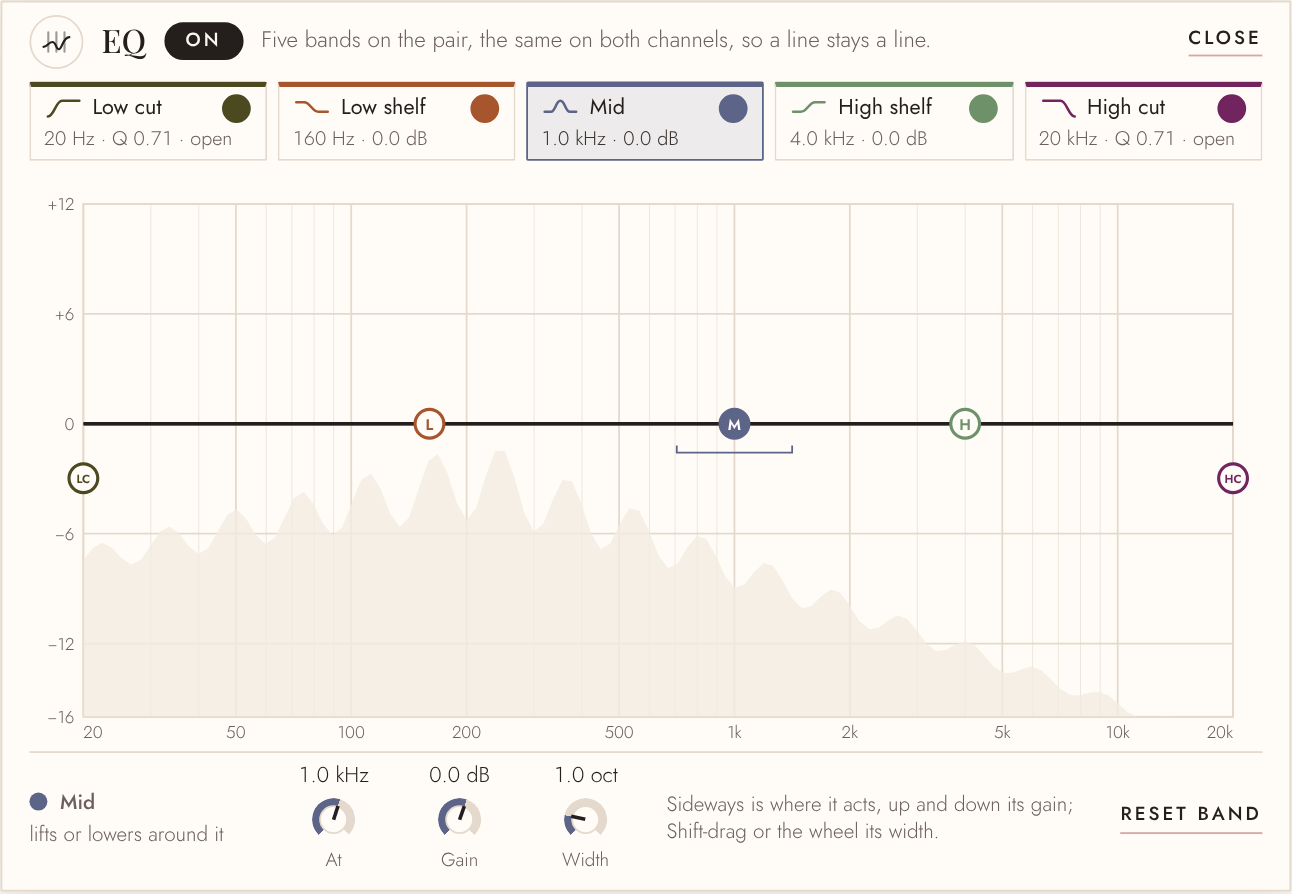 EQ ON Five bands on the pair, the same on both channels, so a line stays a line. CLOSE
Low cut
20 Hz · Q 0.71 · open
Low shelf
160 Hz · 0.0 dB
Mid
1.0 kHz · 0.0 dB
High shelf
4.0 kHz · 0.0 dB
High cut
20 kHz · Q 0.71 · open
+12
+6
0
−6
−12
−16
LC
L
M
H
HC
20 50 100 200 500 1k 2k 5k 10k 20k
Mid
lifts or lowers around it
1.0 kHz
At
0.0 dB
Gain
1.0 oct
Width
Sideways is where it acts, up and down its gain;
Shift-drag or the wheel its width.
RESET BAND